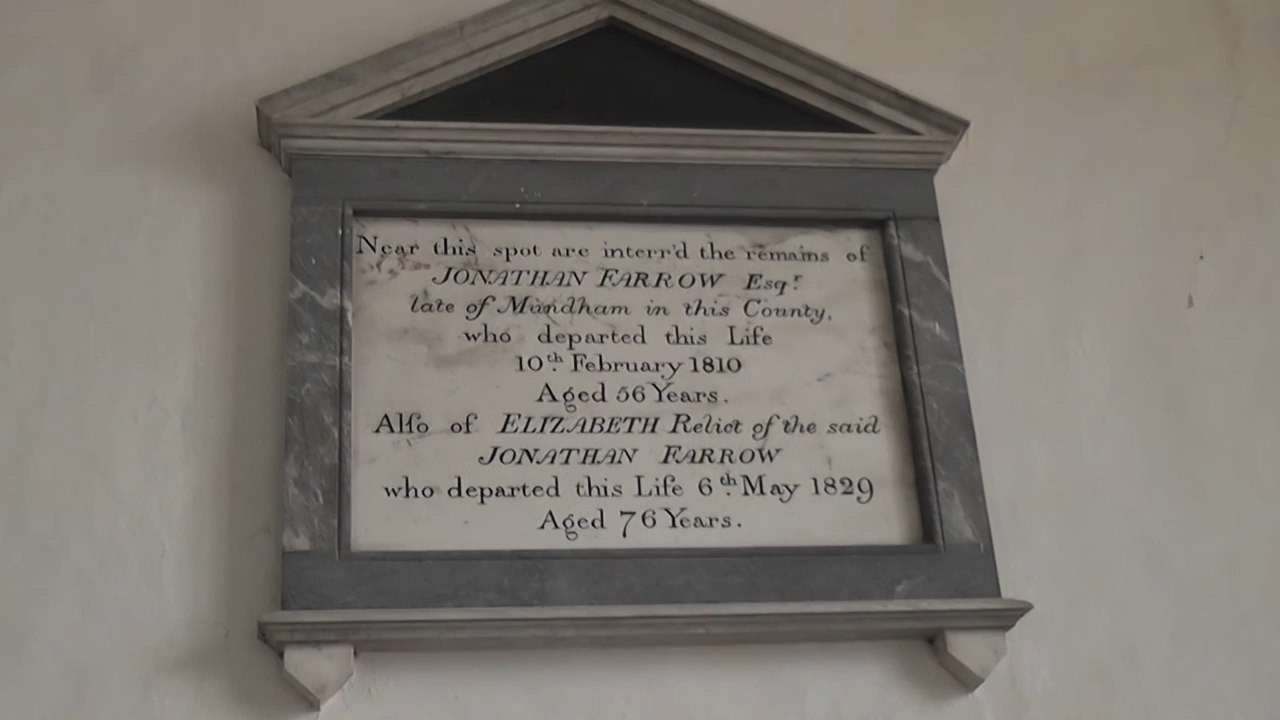 Near this spot are interr'd the remains of
JONATHAN FARROW Esqr.
late of Mundham in this County,
who departed this Life
10th. February 1810
Aged 56 Years.
Alſo of ELIZABETH Relict of the said
JONATHAN FARROW
who departed this Life 6th. May 1829
Aged 76 Years.